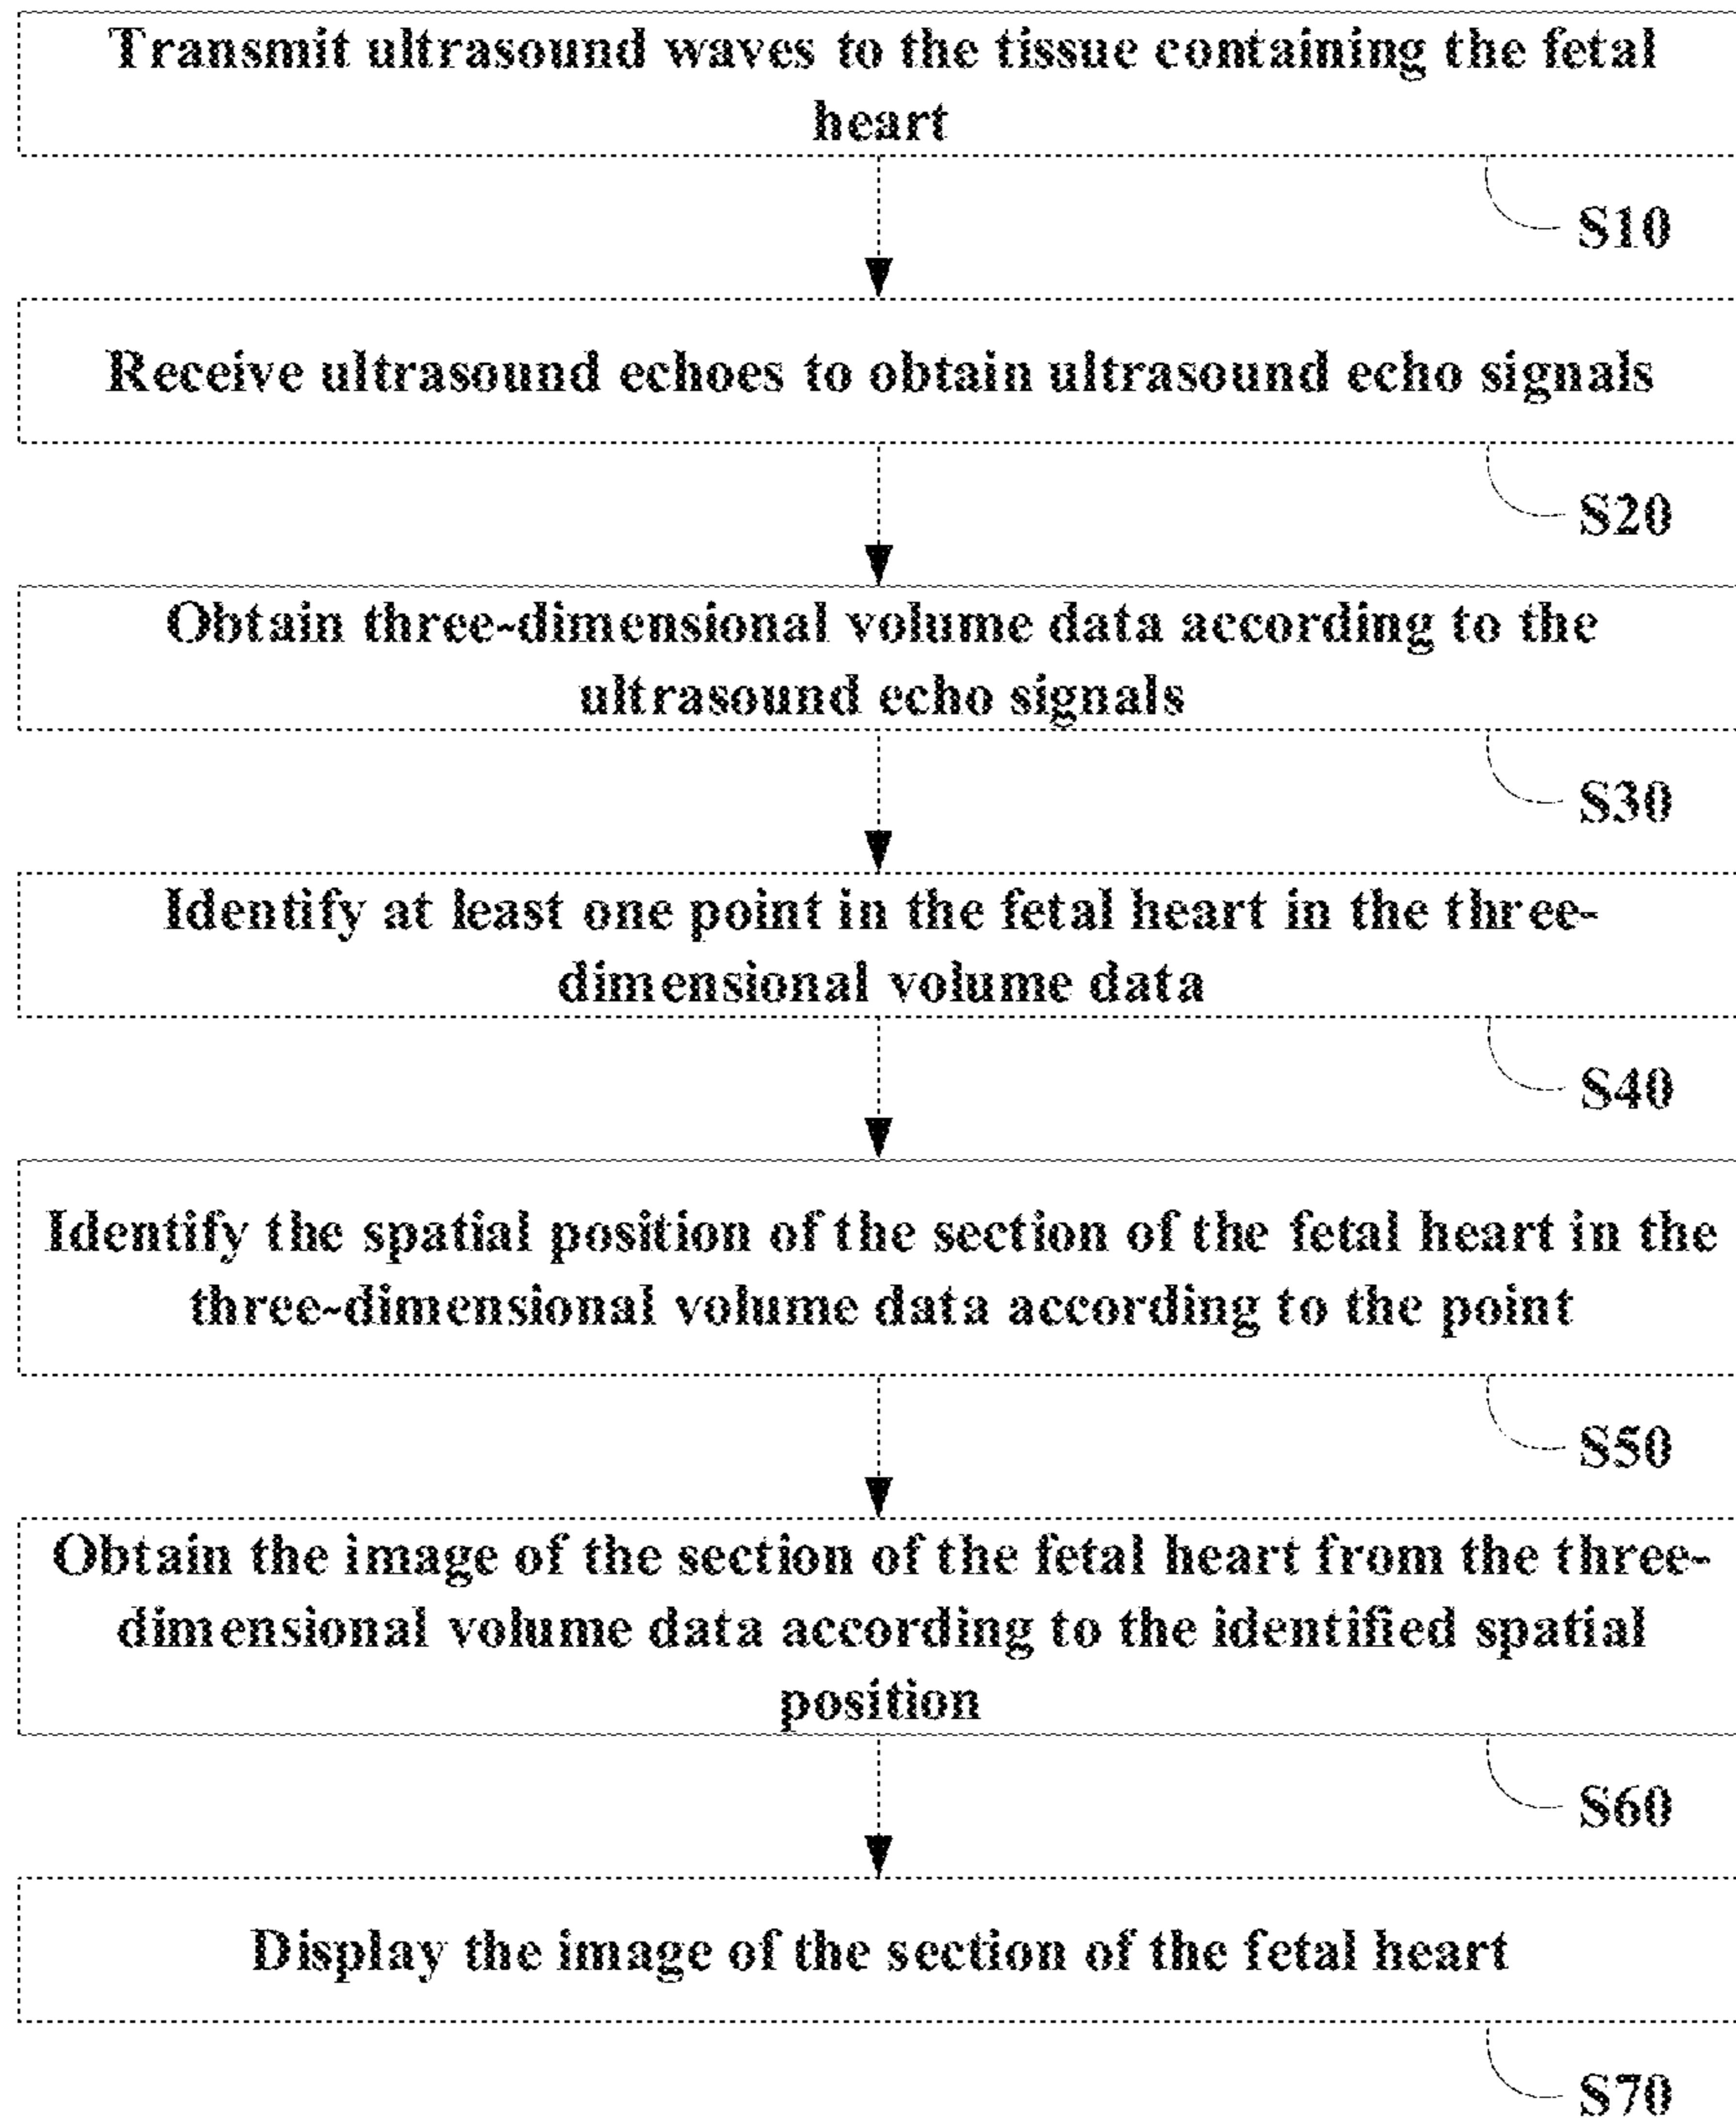 Transmit ultrasound waves to the tissue containing the fetal
heart
S10
Receive ultrasound echoes to obtain ultrasound echo signals
S20
Obtain three-dimensional volume data according to the
ultrasound echo signals
S30
Identify at least one point in the fetal heart in the three-
dimensional volume data
S40
Identify the spatial position of the section of the fetal heart in the
three-dimensional volume data according to the point
S50
Obtain the image of the section of the fetal heart from the three-
dimensional volume data according to the identified spatial
position
S60
Display the image of the section of the fetal heart
S70